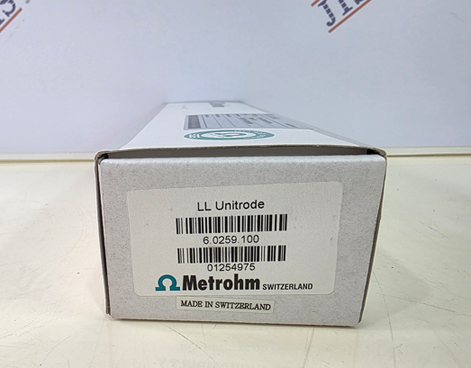 LL Unitrode
6.0259.100
01254975
Metrohm SWITZERLAND
MADE IN SWITZERLAND